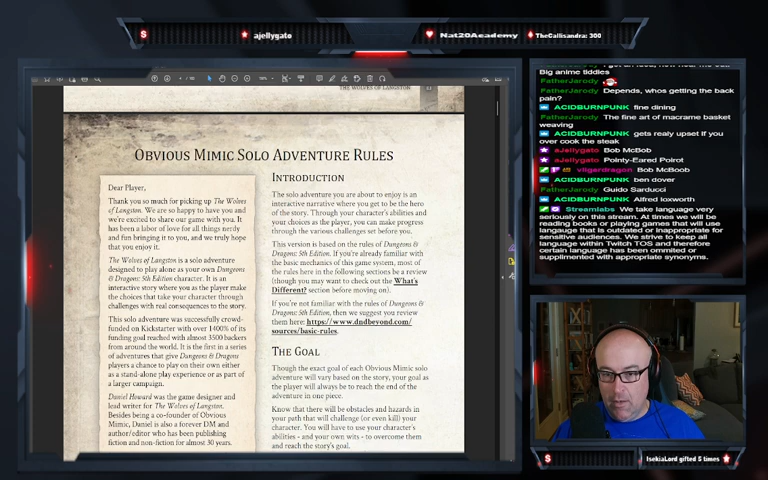 ajellygato
Nat20Academy
TheGallisandra: 300
THE WOLVES OF LANGSTON
OBVIOUS MIMIC SOLO ADVENTURE RULES
Dear Player,
Thank you so much for picking up The Wolves
of Langston. We are so happy to have you and
we're excited to share our game with you. It
has been a labor of love for all things nerdy
and fun bringing it to you, and we truly hope
that you enjoy it.
The Wolves of Langston is a solo adventure
designed to play alone as your own Dungeons
& Dragons: 5th Edition character. It is an
interactive story where you as the player make
the choices that take your character through
challenges with real consequences to the story.
This solo adventure was successfully crowd-
funded on Kickstarter with over 1400% of its
funding goal reached with almost 3500 backers
from around the world. It is the first in a series
of adventures that give Dungeons & Dragons
players a chance to play on their own either
as a stand-alone play experience or as part of
a larger campaign.
Daniel Howard was the game designer and
lead writer for The Wolves of Langston.
Besides being a co-founder of Obvious
Mimic, Daniel is also a forever DM and
author/editor who has been publishing
fiction and non-fiction for almost 30 years.
INTRODUCTION
The solo adventure you are about to enjoy is an
interactive narrative where you get to be the hero
of the story. Through your character's abilities and
your choices as the player, you can make progress
through the various challenges set before you.
This version is based on the rules of Dungeons &
Dragons: 5th Edition. If you're already familiar with
the basic mechanics of this game system, most of
the rules here in the following sections be a review
(though you may want to check out the What's
Different? section before moving on).
If you're not familiar with the rules of Dungeons &
Dragons: 5th Edition, then we suggest you review
them here: https://www.dndbeyond.com/
sources/basic-rules.
THE GOAL
Though the exact goal of each Obvious Mimic solo
adventure will vary based on the story, your goal as
the player will always be to reach the end of the
adventure in one piece.
Know that there will be obstacles and hazards in
your path that will challenge (or even kill) your
character. You will have to use your character's
abilities - and your own wits - to overcome them
and reach the story's goal.
Big anime tiddies
FatherJarody
FatherJarody
Depends, whos getting the back
pain?
ACIDBURNPUNK fine dining
FatherJarody
The fine art of macrame basket
weaving
ACIDBURNPUNK gets realy upset If you
over cook the steak
ajellygato Bob McBob
ajellygato Pointy-Eared Poirot
vilgerdragon Bob McBoob
ACIDBURNPUNK ben dover
FatherJarody Guido Sarducci
ACIDBURNPUNK Alfred loxworth
Streamlabs We take language very
seriously on this stream. At times we will be
reading books or playing games that will use
langauge that is outdated or inappropriate for
sensitive audiences. We strive to keep all
language within Twitch TOS and therefore
certain language has been ommited or
supplimented with appropriate synonyms.
IsekiaLord gifted 5 times